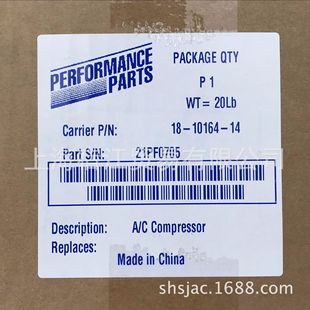 PERFORMANCE
PARTS
PACKAGE QTY
P 1
WT= 20Lb
Carrier P/N: 18-10164-14
Part S/N: 21PF0705
Description: A/C Compressor
Replaces:
Made in China
shsjac.1688.com